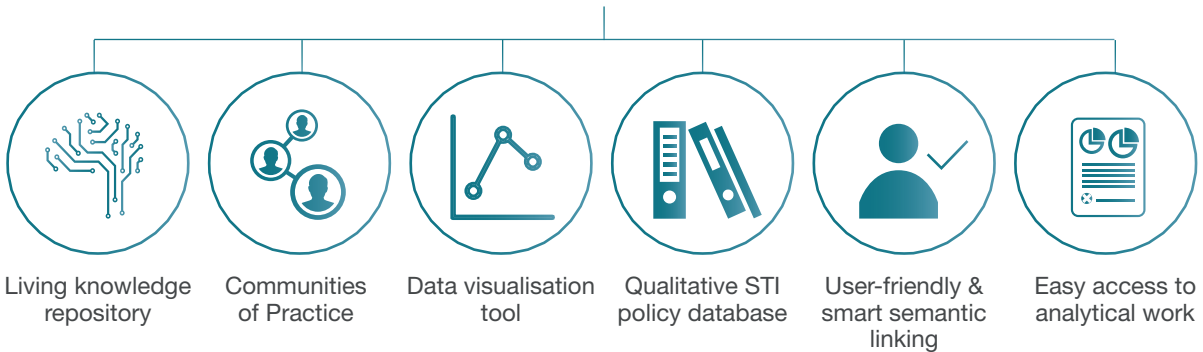 Living knowledge
repository
Communities
of Practice
Data visualisation
tool
Qualitative STI
policy database
User-friendly &
smart semantic
linking
Easy access to
analytical work